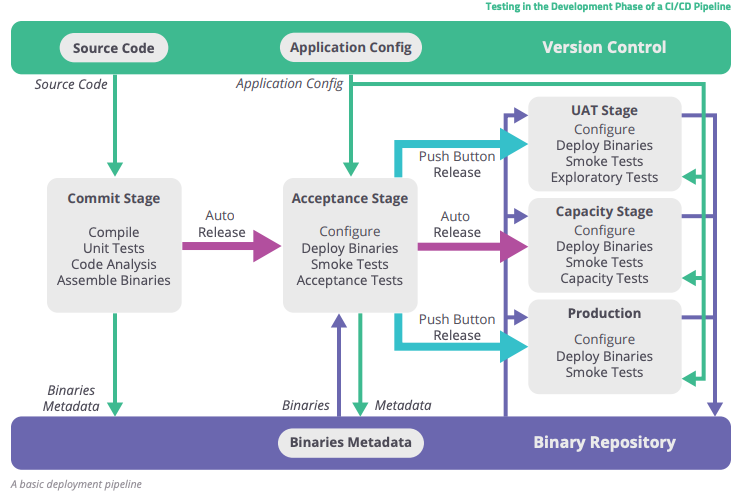 Testing in the Development Phase of a CI/CD Pipeline
Source Code
Application Config
Version Control
Source Code
Application Config
UAT Stage
Configure
Deploy Binaries
Smoke Tests
Exploratory Tests
Push Button
Release
Commit Stage
Compile
Unit Tests
Code Analysis
Assemble Binaries
Auto
Release
Acceptance Stage
Configure
Deploy Binaries
Smoke Tests
Acceptance Tests
Auto
Release
Capacity Stage
Configure
Deploy Binaries
Smoke Tests
Capacity Tests
Push Button
Release
Production
Configure
Deploy Binaries
Smoke Tests
Binaries
Metadata
Binaries
Metadata
Binaries Metadata
Binary Repository
A basic deployment pipeline